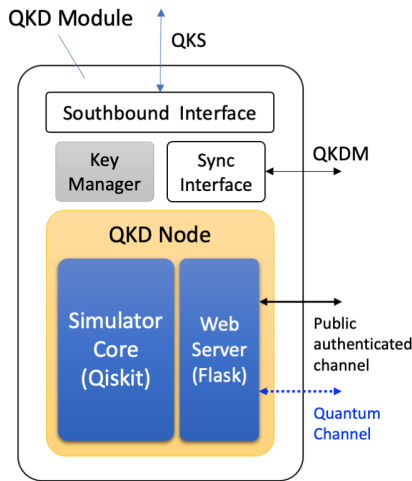 QKD Module
QKS
Southbound Interface
Key
Manager
Sync
Interface
QKDM
QKD Node
Simulator
Core
(Qiskit)
Web
Server
(Flask)
Public
authenticated
channel
Quantum
Channel